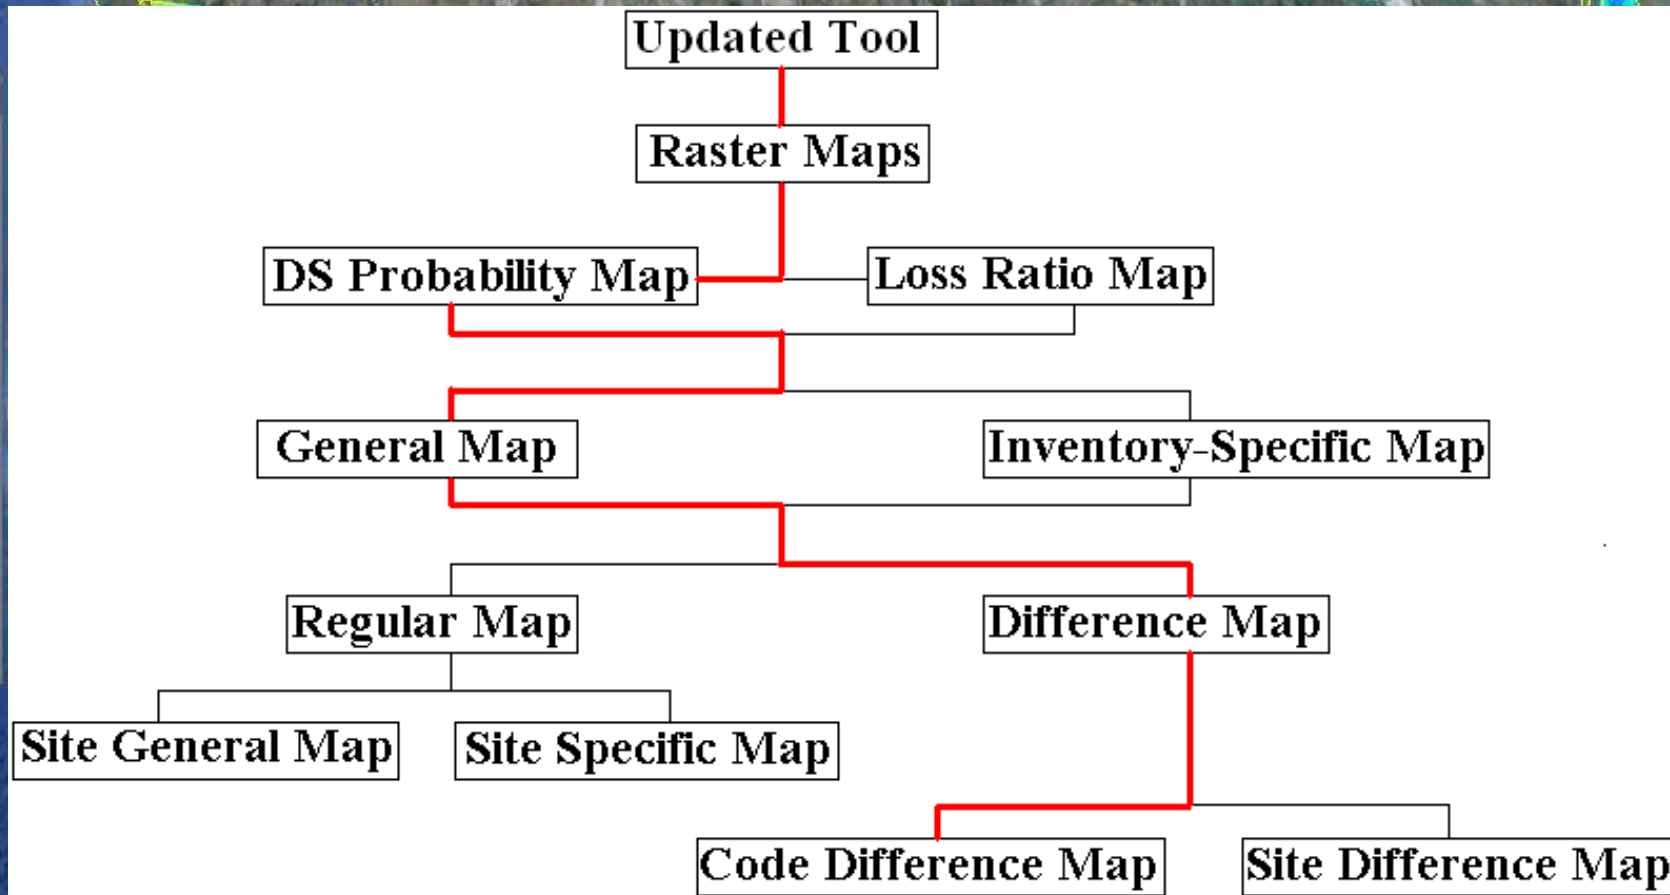 Updated Tool
Raster Maps
DS Probability Map
Loss Ratio Map
General Map
Inventory-Specific Map
Regular Map
Difference Map
Site General Map
Site Specific Map
Code Difference Map
Site Difference Map